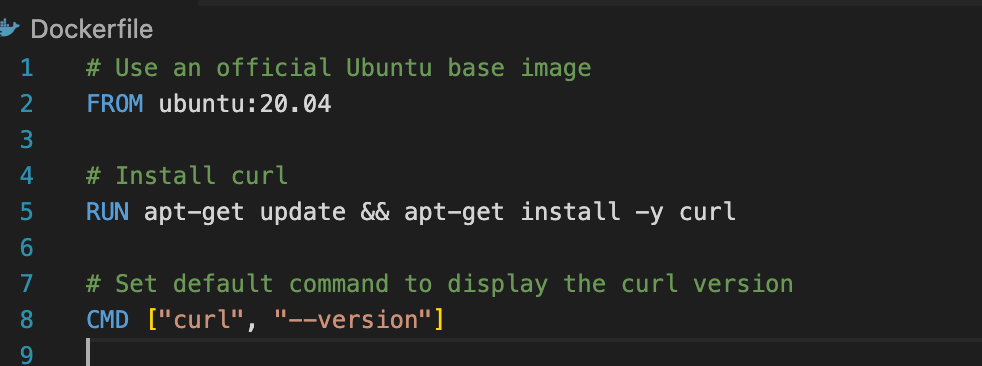 Dockerfile
1 # Use an official Ubuntu base image
2 FROM ubuntu:20.04
3
4 # Install curl
5 RUN apt-get update && apt-get install -y curl
6
7 # Set default command to display the curl version
8 CMD ["curl", "--version"]
9